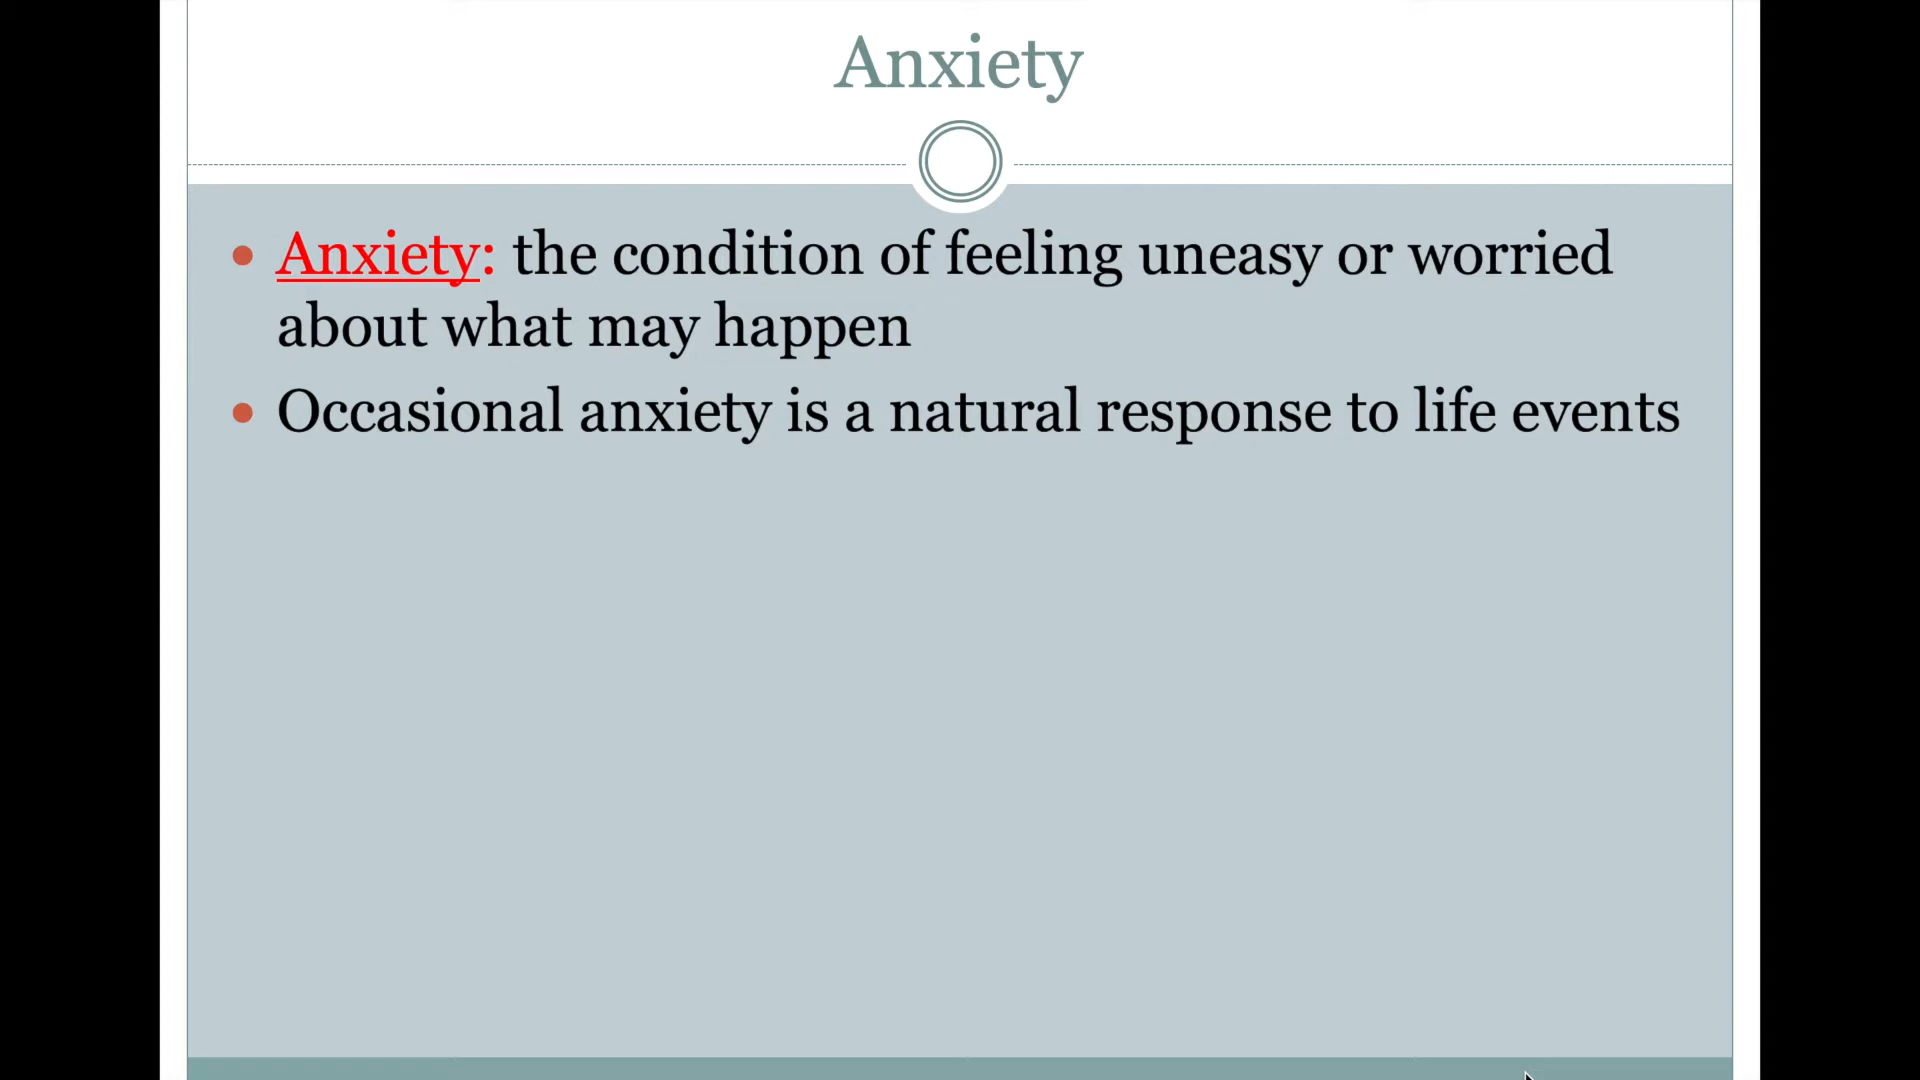 Anxiety
• Anxiety: the condition of feeling uneasy or worried
about what may happen
• Occasional anxiety is a natural response to life events